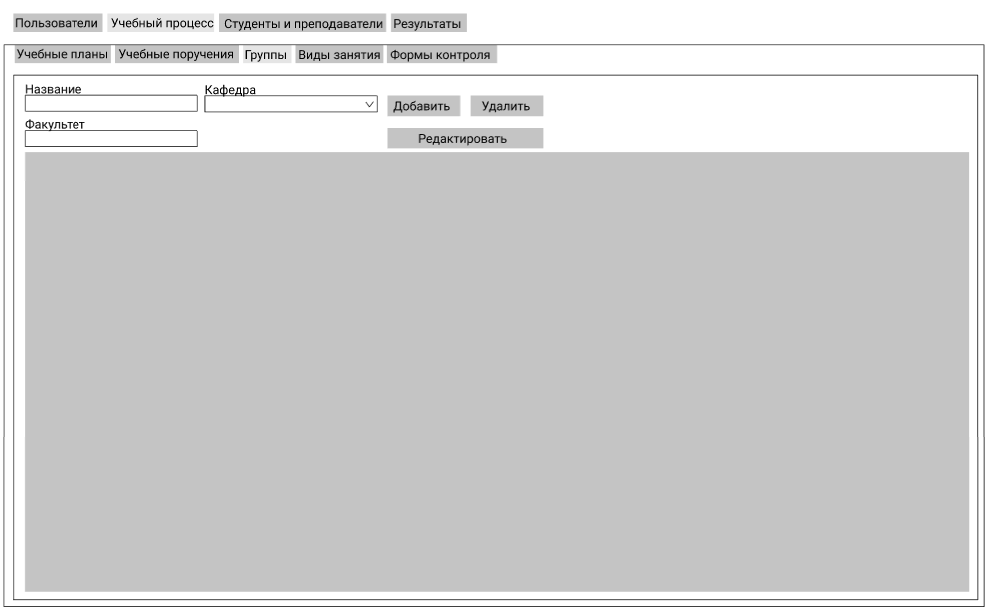 Пользователи Учебный процесс Студенты и преподаватели Результаты
Учебные планы Учебные поручения Группы Виды занятия Формы контроля
Название Кафедра
Добавить Удалить
Факультет
Редактировать